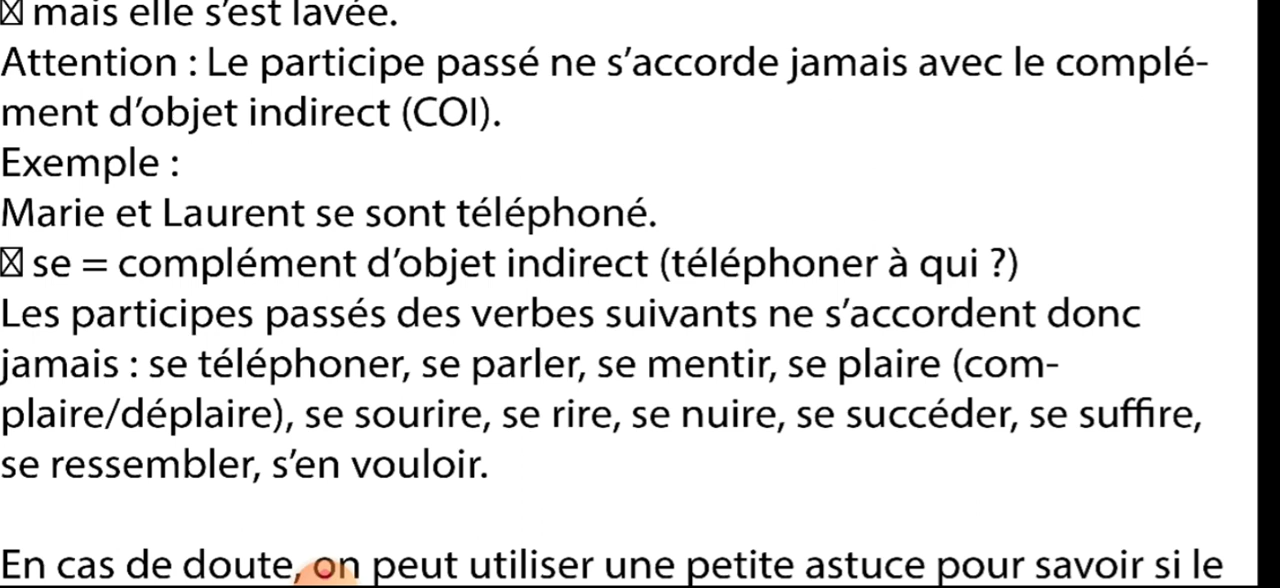 mais elle s’est lavée.
Attention : Le participe passé ne s’accorde jamais avec le complé-
ment d’objet indirect (COI).
Exemple :
Marie et Laurent se sont téléphoné.
se = complément d’objet indirect (téléphoner à qui ?)
Les participes passés des verbes suivants ne s’accordent donc
jamais : se téléphoner, se parler, se mentir, se plaire (com-
plaire/déplaire), se sourire, se rire, se nuire, se succéder, se suffire,
se ressembler, s’en vouloir.
En cas de doute, on peut utiliser une petite astuce pour savoir si le